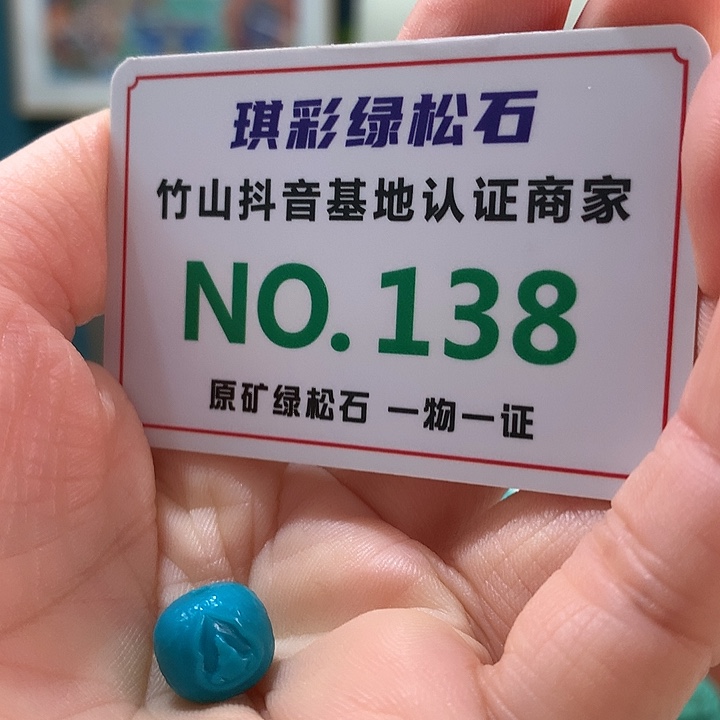 琪彩绿松石
竹山抖音基地认证商家
NO.138
原矿绿松石 一物一证